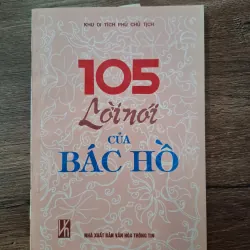 KHU DI TÍCH PHỦ CHỦ TỊCH
105
Lời nói
CỦA
BÁC HỒ
NHÀ XUẤT BẢN VĂN HÓA THÔNG TIN